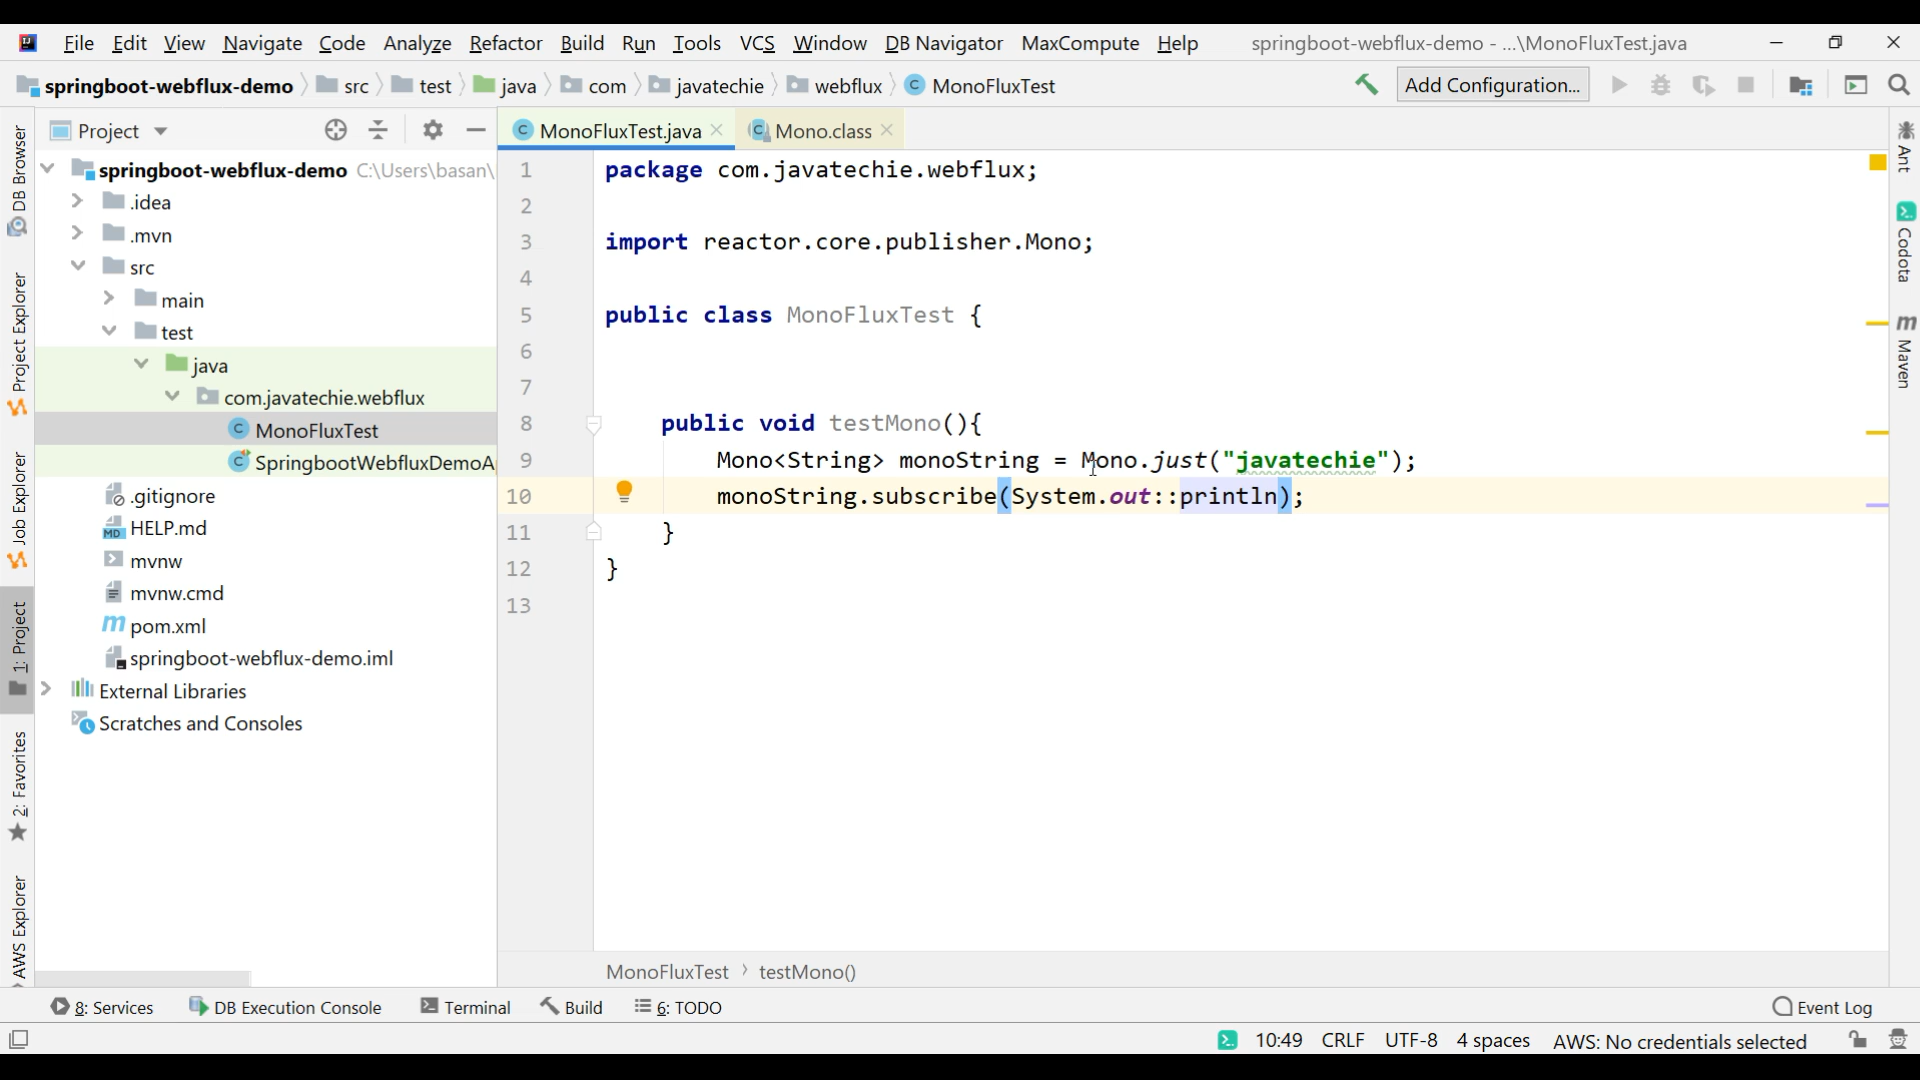 File Edit View Navigate Code Analyze Refactor Build Run Tools VCS Window DB Navigator MaxCompute Help springboot-webflux-demo - ...\MonoFluxTest.java
springboot-webflux-demo src test java com javatechie webflux MonoFluxTest Add Configuration...
Project
MonoFluxTest.java Mono.class
springboot-webflux-demo C:\Users\basan\
.idea
.mvn
src
main
test
java
com.javatechie.webflux
MonoFluxTest
SpringbootWebfluxDemoA
.gitignore
HELP.md
mvnw
mvnw.cmd
pom.xml
springboot-webflux-demo.iml
External Libraries
Scratches and Consoles
DB Browser
Project Explorer
Job Explorer
1: Project
2: Favorites
AWS Explorer
1 package com.javatechie.webflux;
2
3 import reactor.core.publisher.Mono;
4
5 public class MonoFluxTest {
6
7
8 public void testMono(){
9 Mono<String> monoString = Mono.just("javatechie");
10 monoString.subscribe(System.out::println);
11 }
12 }
13
Ant
Codota
Maven
MonoFluxTest testMono()
8: Services DB Execution Console Terminal Build 6: TODO Event Log
10:49 CRLF UTF-8 4 spaces AWS: No credentials selected